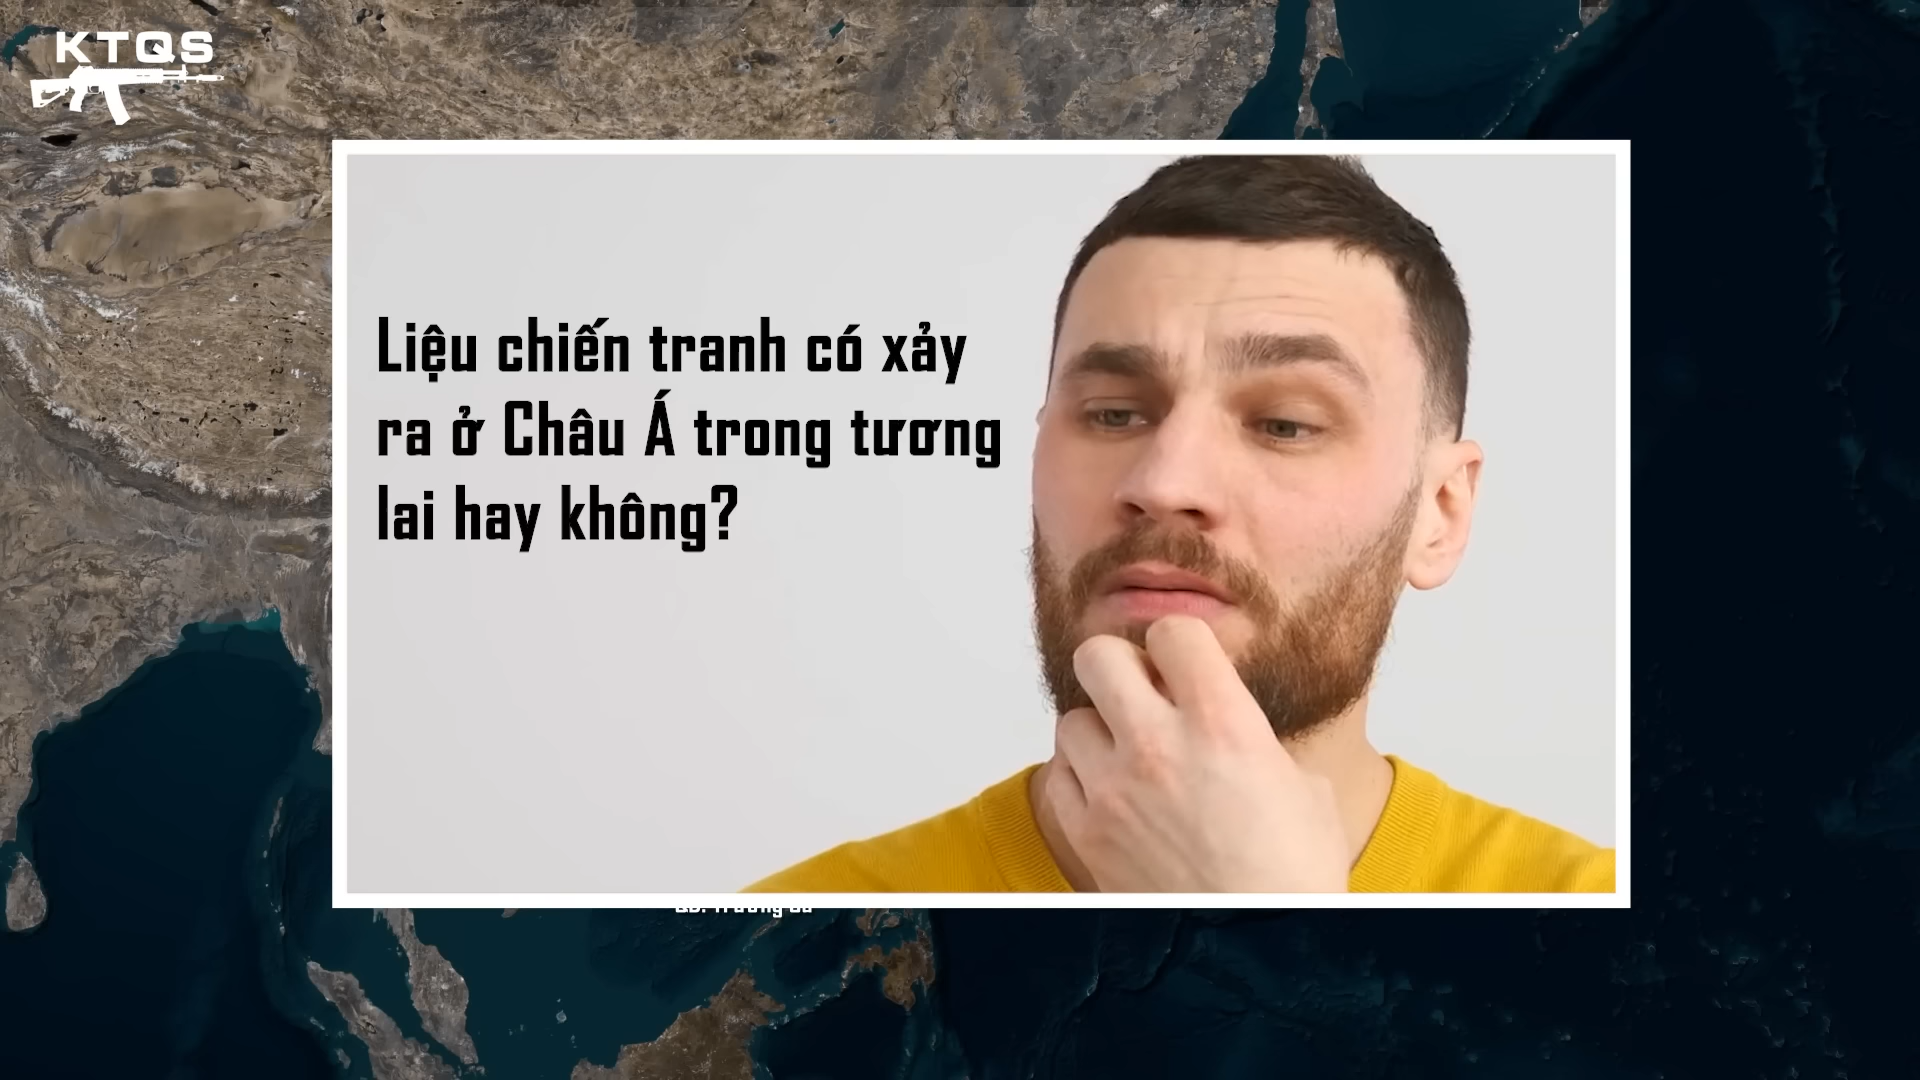 KTQS
Liệu chiến tranh có xảy
ra ở Châu Á trong tương
lai hay không?